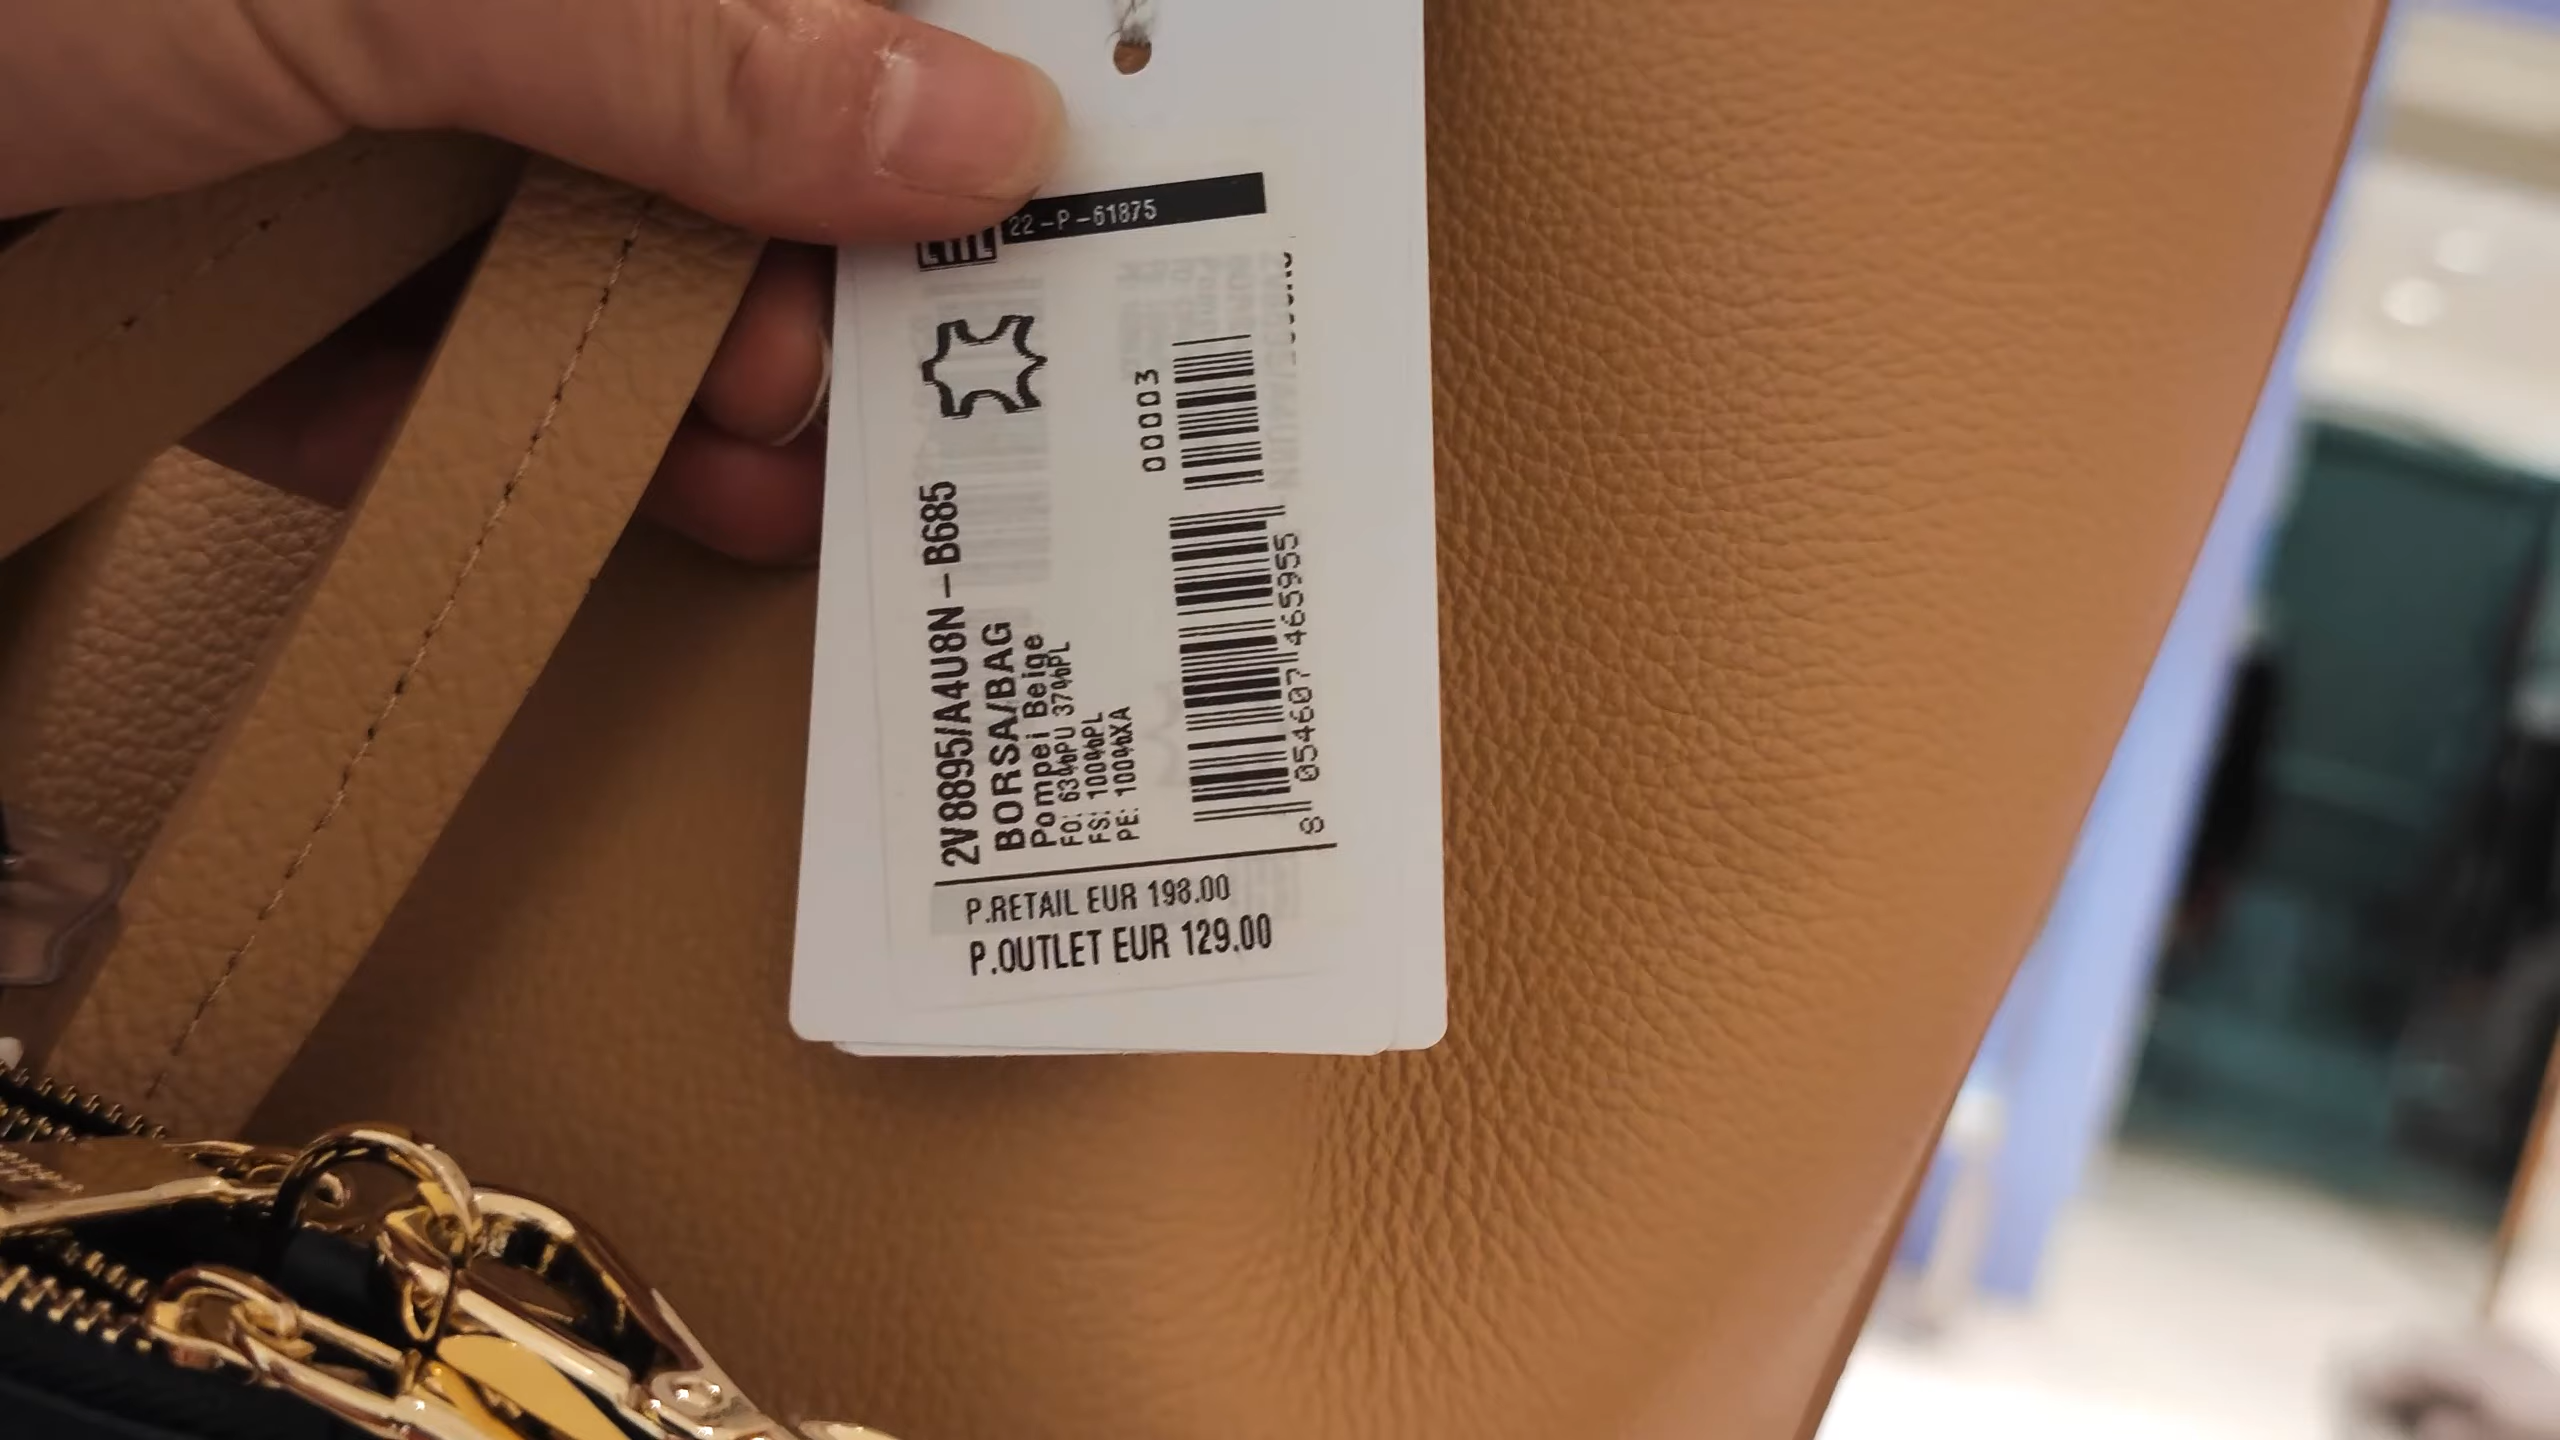 22-P-61875
2V8895/A4U8N-B685
BORSA/BAG
Pompei Beige
FO: 63%PU 37%PL
FS: 100%PL
PE: 100%XA
00003
8 054607 465955
P.RETAIL EUR 198.00
P.OUTLET EUR 129.00